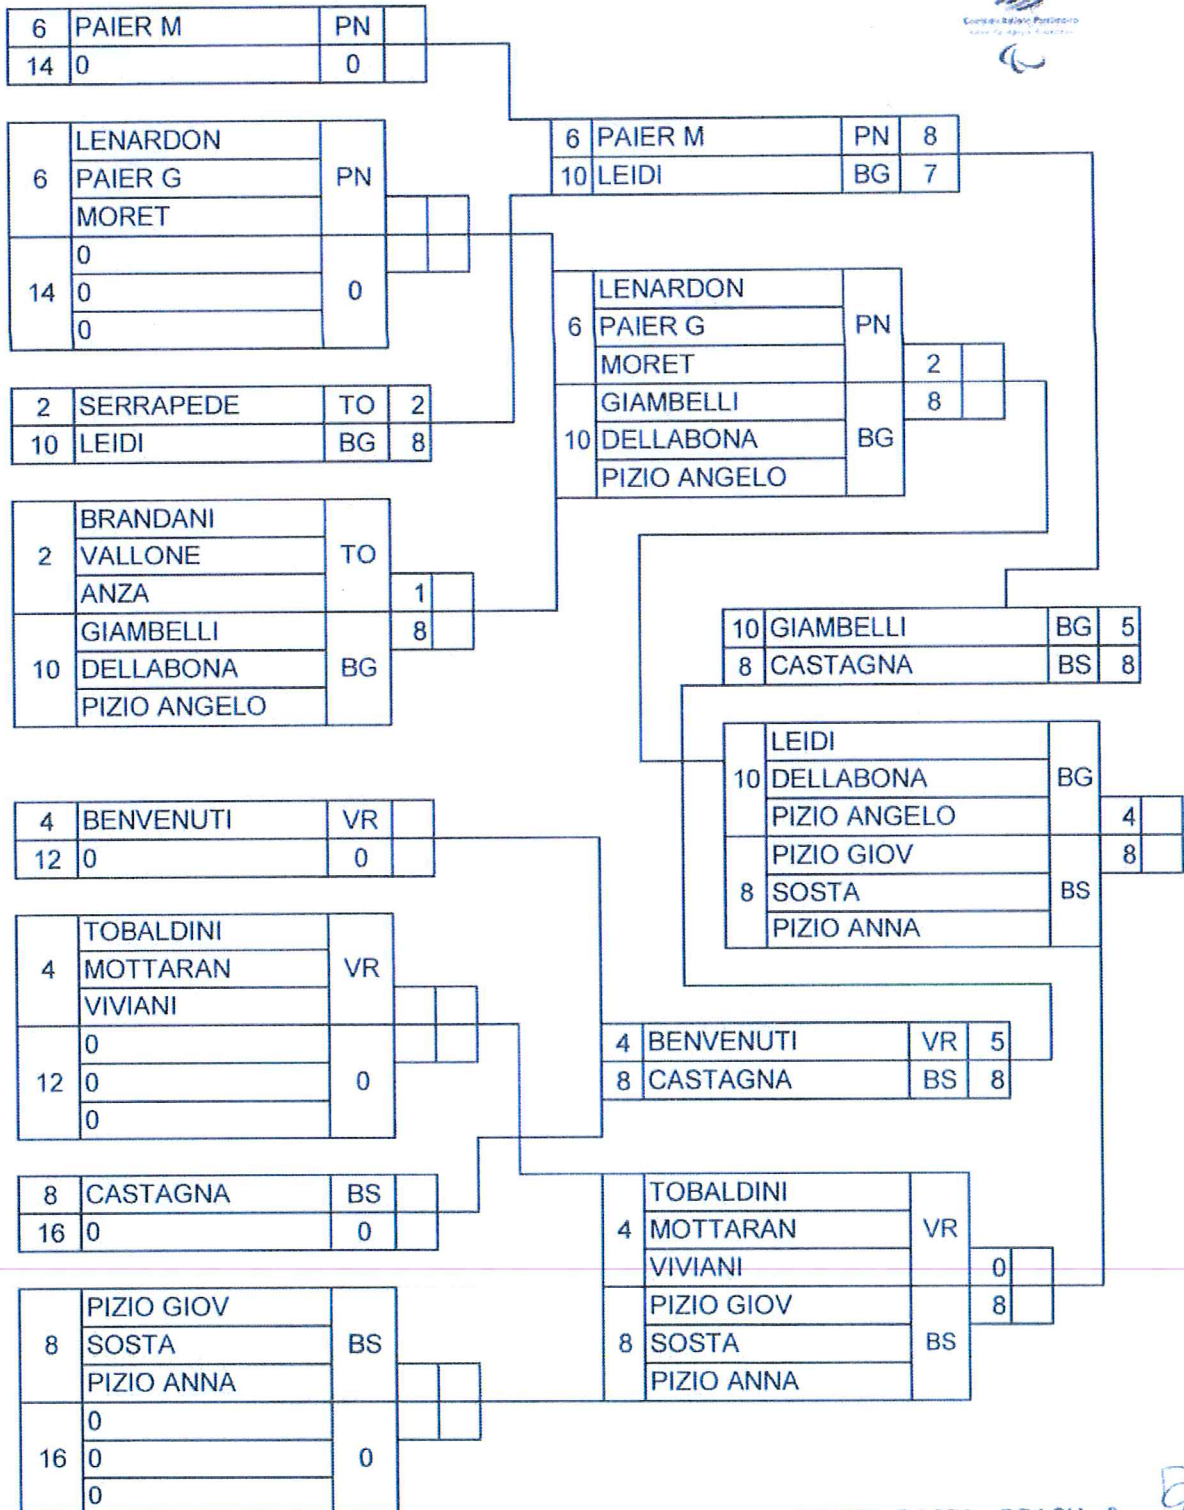 6 PAIER M PN
14 0 0
LENARDON
6 PAIER G PN
MORET
0
14 0 0
0
2 SERRAPEDE TO 2
10 LEIDI BG 8
BRANDANI
2 VALLONE TO
ANZA 1
GIAMBELLI 8
10 DELLABONA BG
PIZIO ANGELO
4 BENVENUTI VR
12 0 0
TOBALDINI
4 MOTTARAN VR
VIVIANI
0
12 0 0
0
8 CASTAGNA BS
16 0 0
PIZIO GIOV
8 SOSTA BS
PIZIO ANNA
0
16 0 0
0
6 PAIER M PN 8
10 LEIDI BG 7
LENARDON
6 PAIER G PN
MORET 2
GIAMBELLI 8
10 DELLABONA BG
PIZIO ANGELO
4 BENVENUTI VR 5
8 CASTAGNA BS 8
TOBALDINI
4 MOTTARAN VR
VIVIANI 0
PIZIO GIOV 8
8 SOSTA BS
PIZIO ANNA
10 GIAMBELLI BG 5
8 CASTAGNA BS 8
LEIDI
10 DELLABONA BG
PIZIO ANGELO 4
PIZIO GIOV 8
8 SOSTA BS
PIZIO ANNA